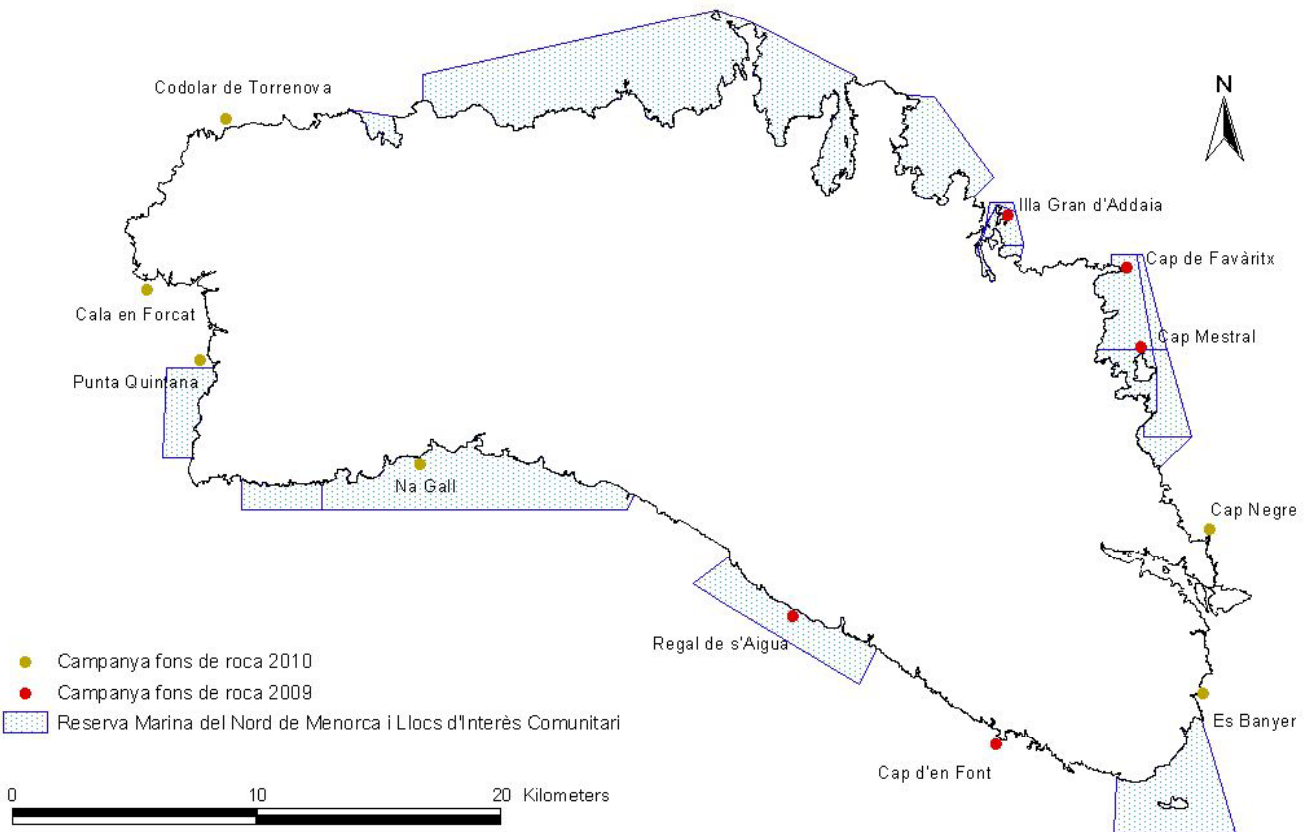 Codolar de Torrenova
N
Illa Gran d'Addaia
Cap de Favàritx
Cala en Forcat
Cap Mestral
Punta Quintana
Na Gall
Cap Negre
Regal de s'Aigua
Campanya fons de roca 2010
Campanya fons de roca 2009
Reserva Marina del Nord de Menorca i Llocs d'Interès Comunitari
Es Banyer
Cap d'en Font
0 10 20 Kilometers